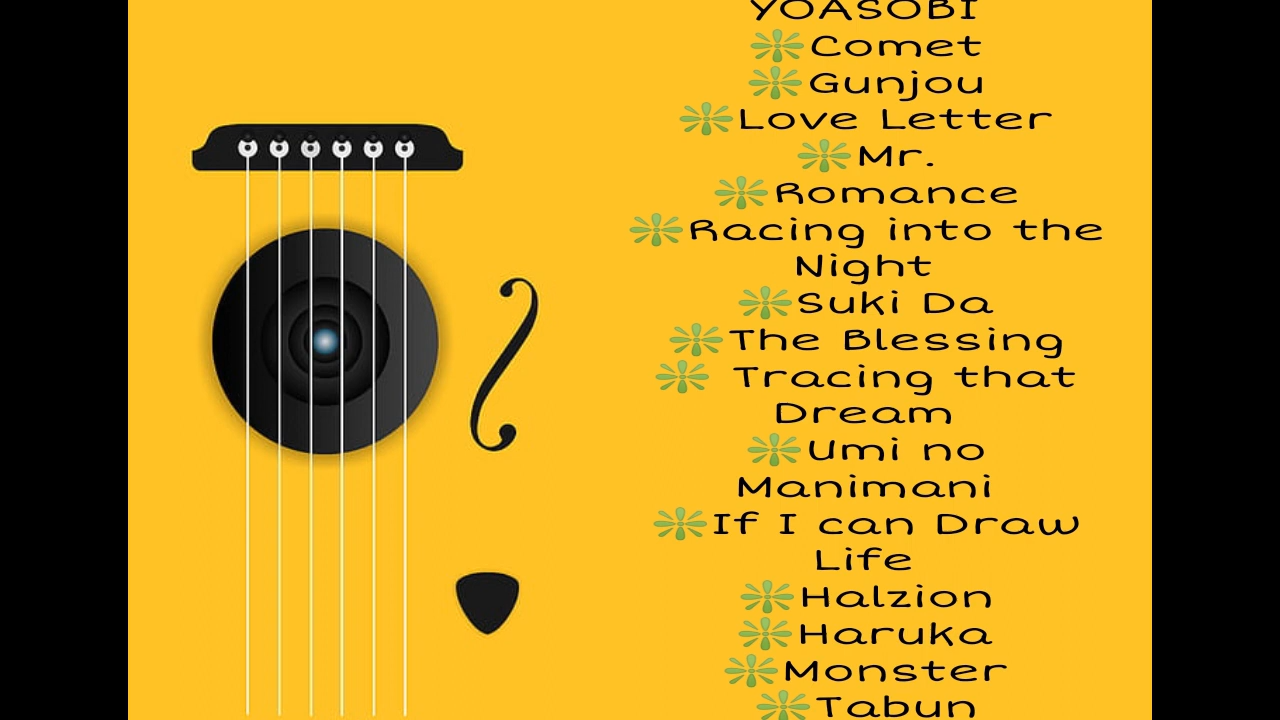 YOASOBI
❇Comet
❇Gunjou
❇Love Letter
❇Mr.
❇Romance
❇Racing into the
Night
❇Suki Da
❇The Blessing
❇ Tracing that
Dream
❇Umi no
Manimani
❇If I can Draw
Life
❇Halzion
❇Haruka
❇Monster
❇Tabun